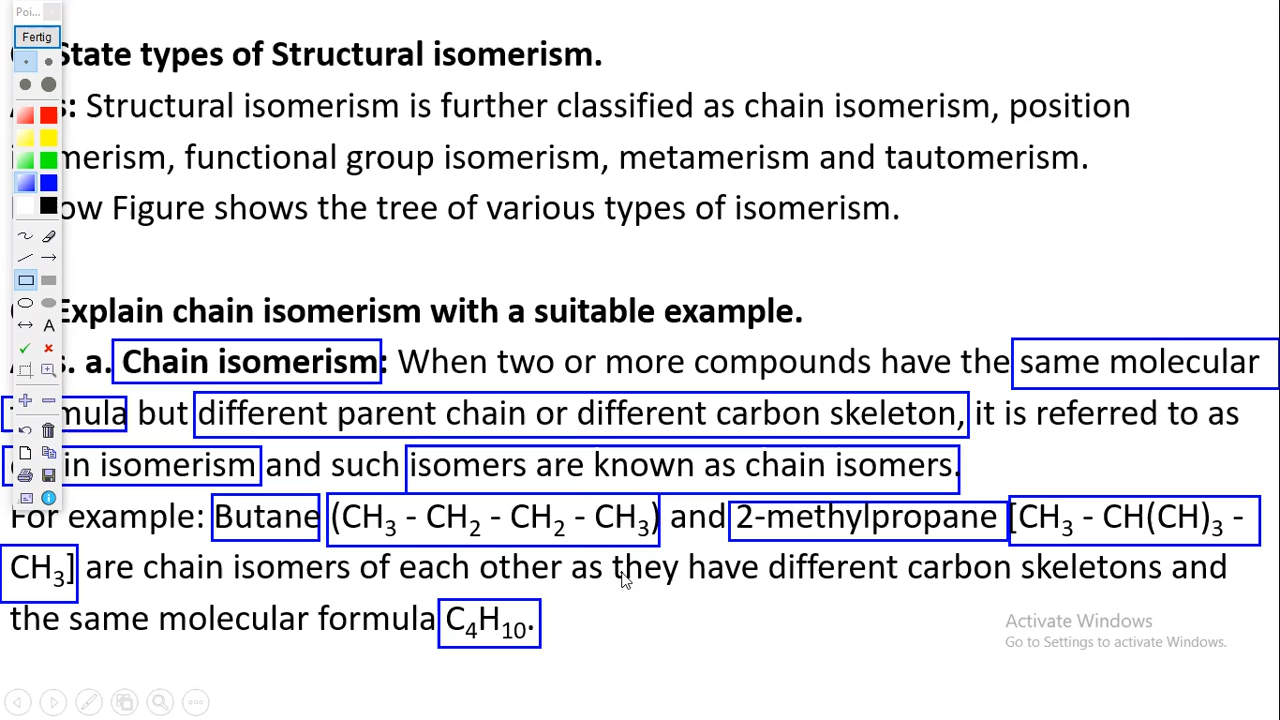 Poi...
Fertig
State types of Structural isomerism.
s: Structural isomerism is further classified as chain isomerism, position
merism, functional group isomerism, metamerism and tautomerism.
ow Figure shows the tree of various types of isomerism.
Explain chain isomerism with a suitable example.
s. a. Chain isomerism: When two or more compounds have the same molecular
mula but different parent chain or different carbon skeleton, it is referred to as
in isomerism and such isomers are known as chain isomers.
For example: Butane (CH₃ - CH₂ - CH₂ - CH₃) and 2-methylpropane [CH₃ - CH(CH)₃ -
CH₃] are chain isomers of each other as they have different carbon skeletons and
the same molecular formula C₄H₁₀.
Activate Windows
Go to Settings to activate Windows.